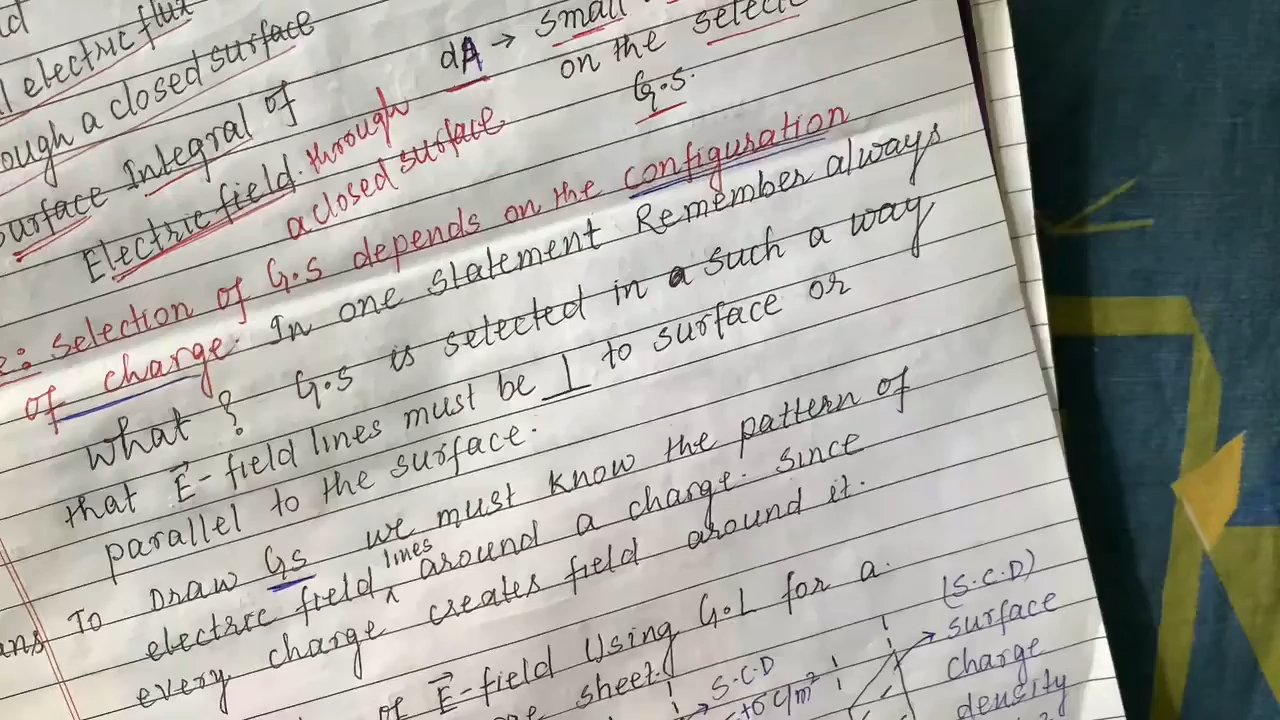 electric flux
dA → small
through a closed surface
on the
Surface Integral of
G.S.
Electric field. through
a closed surface
Selection of G.S depends on the configuration
of charge. In one statement Remember always
what? G.S is selected in a such a way
that E⃗-field lines must be ⊥ to surface or
parallel to the surface.
To Draw GS we must know the pattern of
electric field lines around a charge. Since
every charge creates field around it.
of E⃗-field Using G.L for a
sheet.
S.C.D
+σ C/m²
(S.C.D)
surface
charge
density